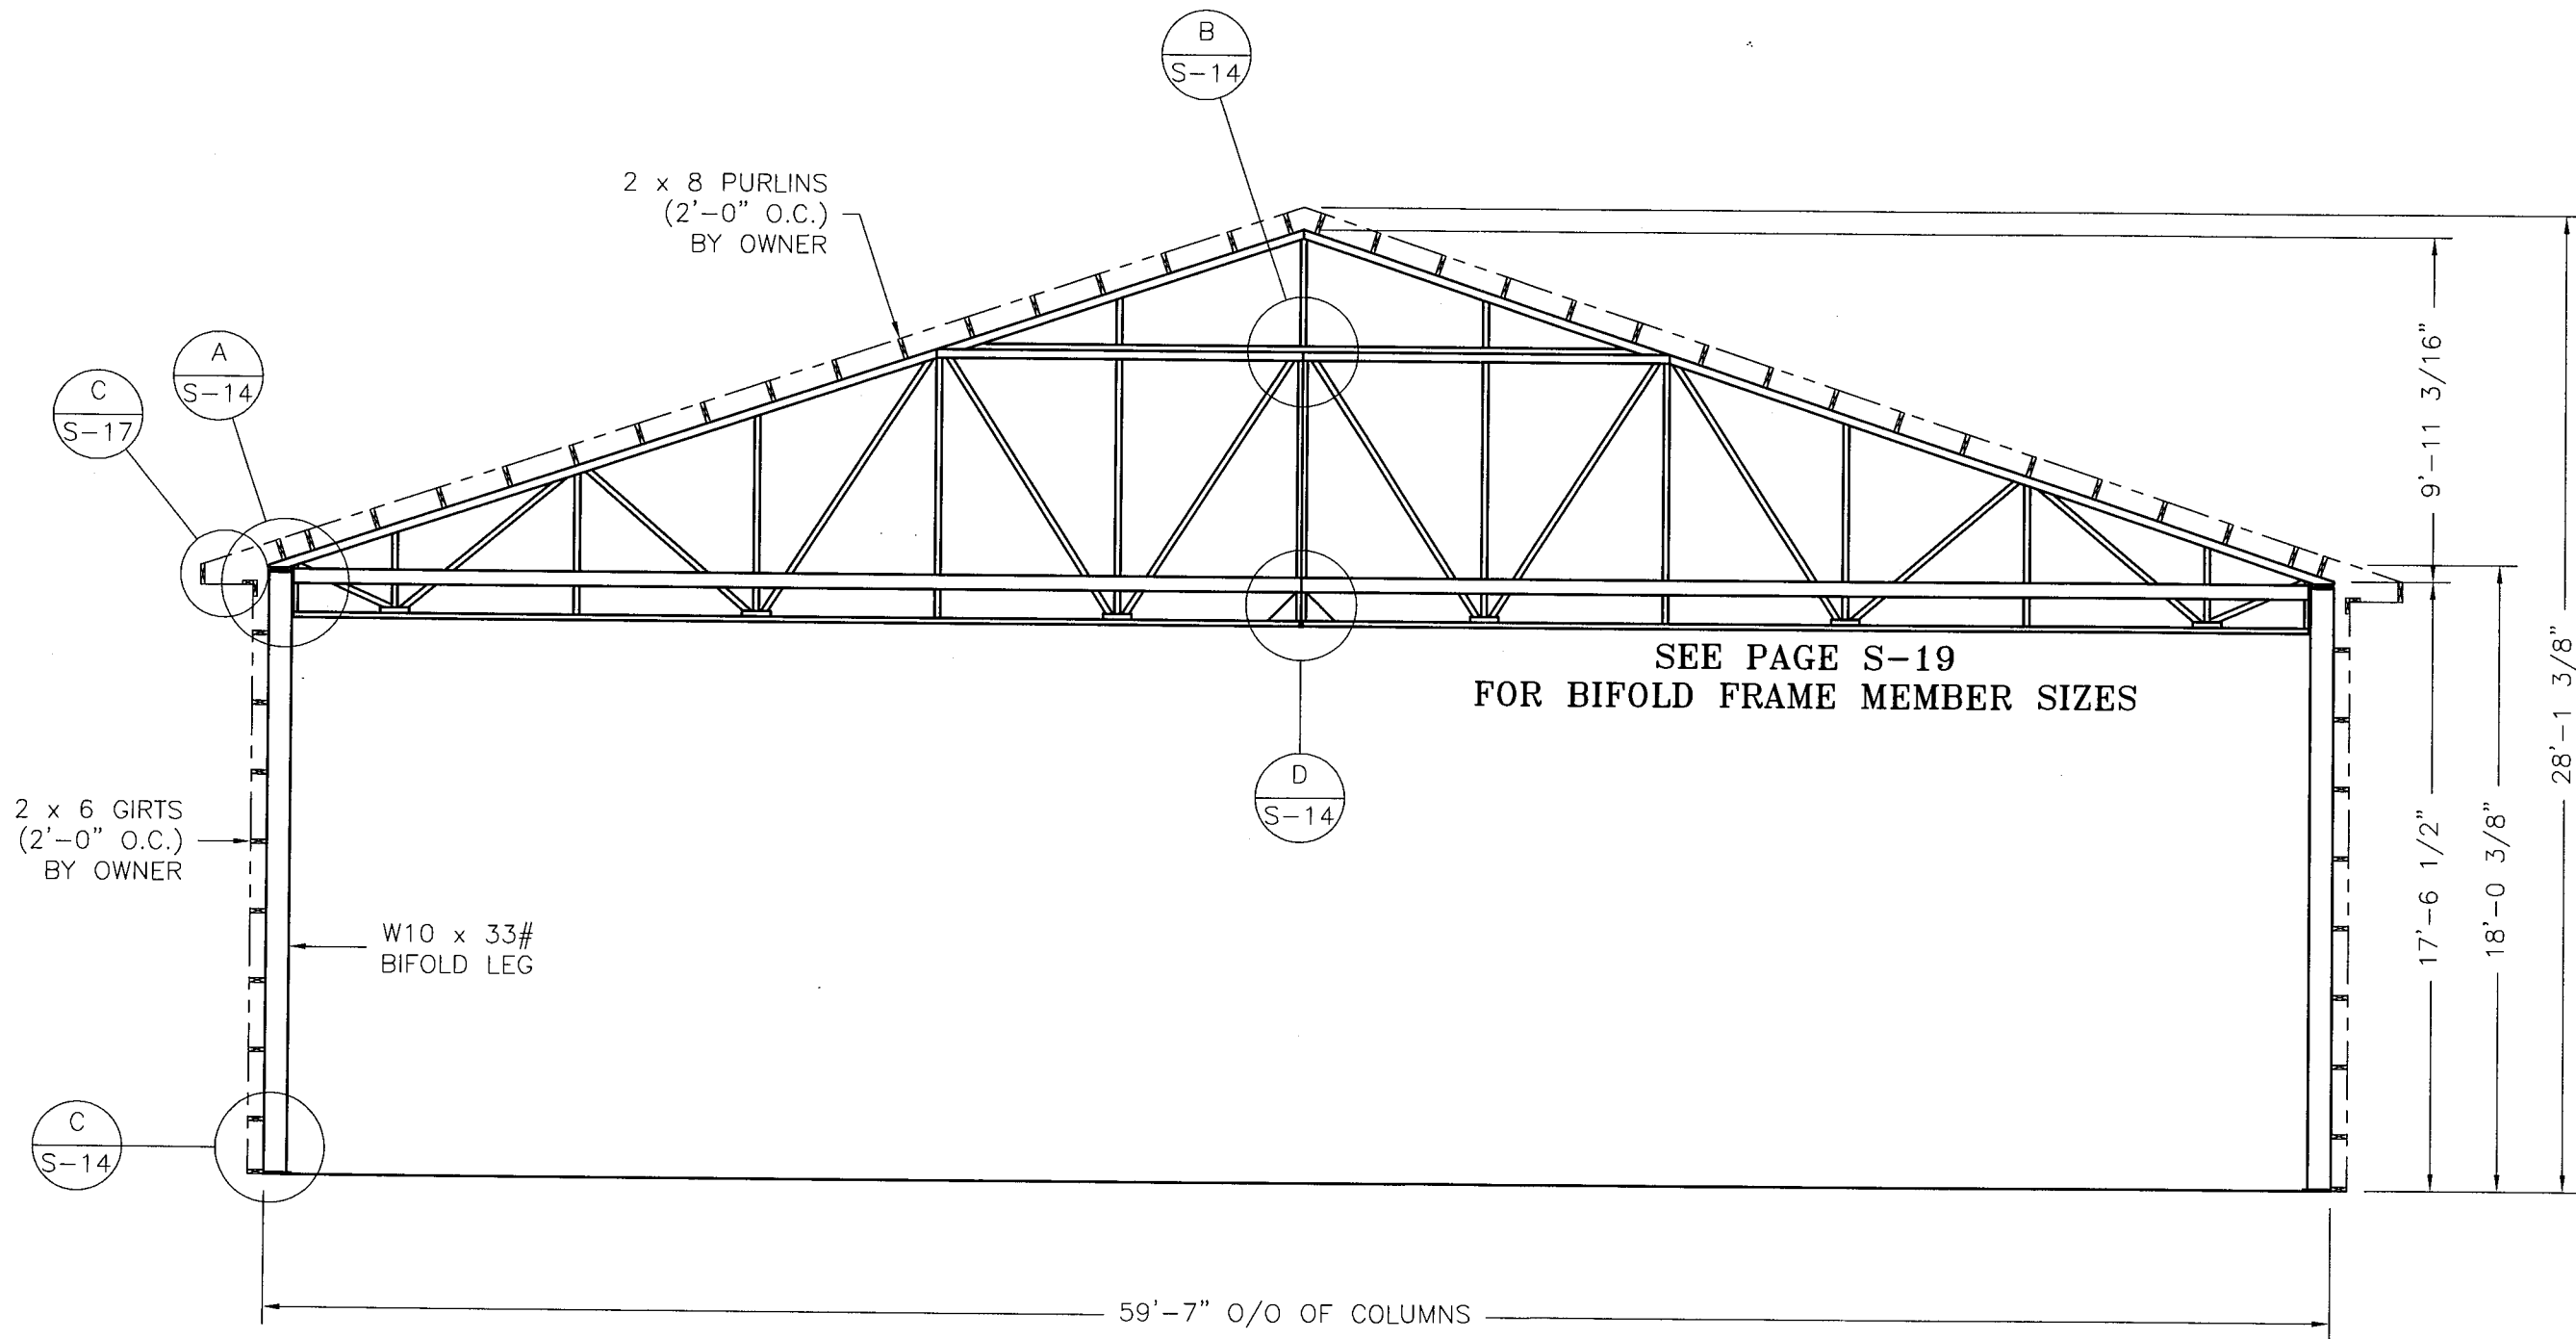 B
S-14
2 x 8 PURLINS
(2'-0" O.C.)
BY OWNER
A
S-14
C
S-17
9'-11 3/16"
28'-1 3/8"
SEE PAGE S-19
FOR BIFOLD FRAME MEMBER SIZES
D
S-14
2 x 6 GIRTS
(2'-0" O.C.)
BY OWNER
17'-6 1/2"
18'-0 3/8"
W10 x 33#
BIFOLD LEG
C
S-14
59'-7" O/O OF COLUMNS